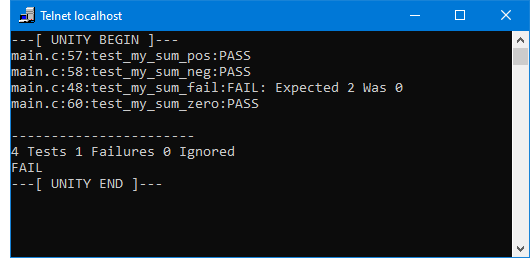 Telnet localhost
---[ UNITY BEGIN ]---
main.c:57:test_my_sum_pos:PASS
main.c:58:test_my_sum_neg:PASS
main.c:48:test_my_sum_fail:FAIL: Expected 2 Was 0
main.c:60:test_my_sum_zero:PASS
-----------------------
4 Tests 1 Failures 0 Ignored
FAIL
---[ UNITY END ]---